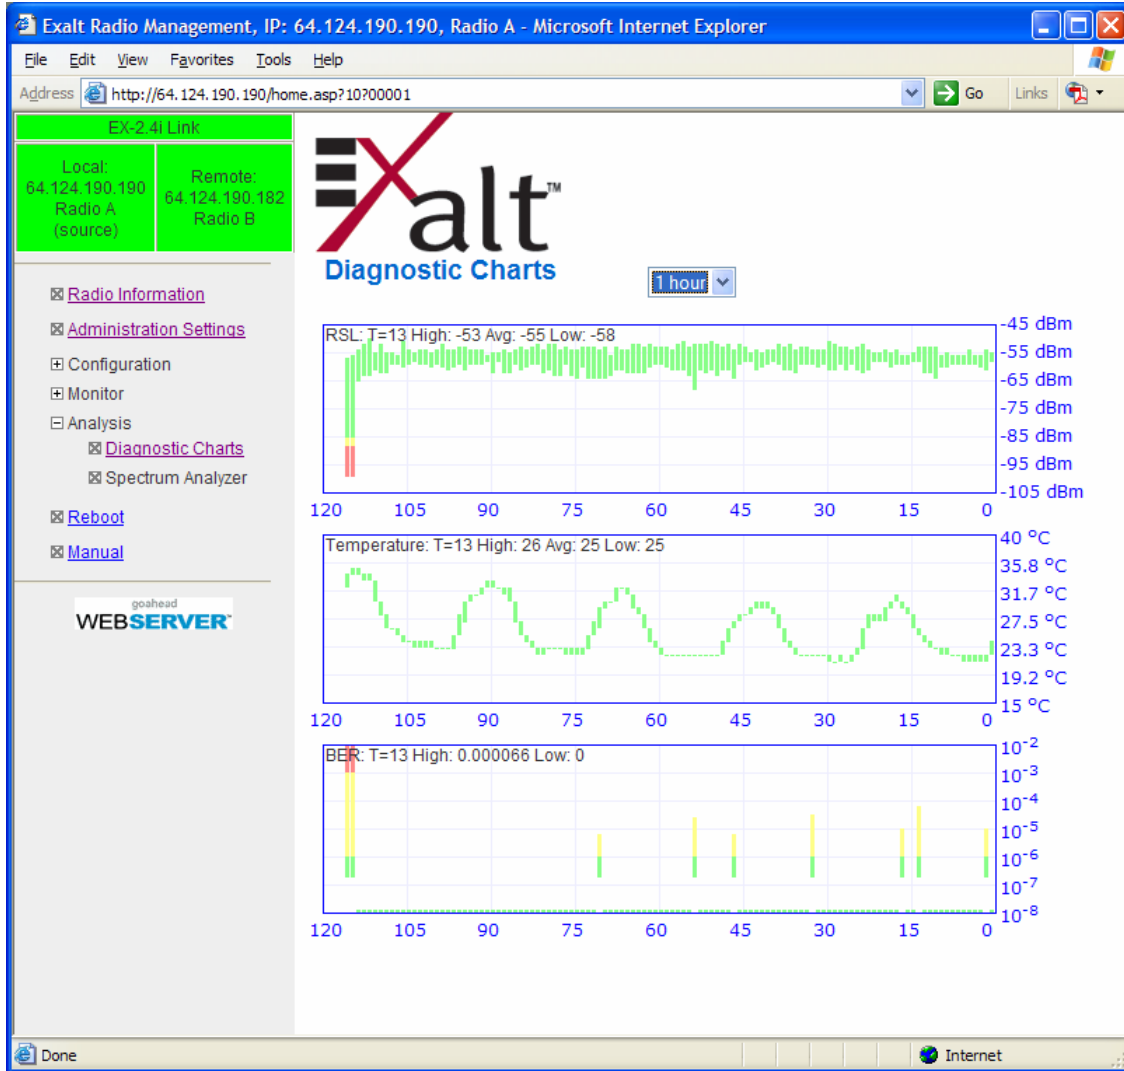 Exalt Radio Management, IP: 64.124.190.190, Radio A - Microsoft Internet Explorer
File Edit View Favorites Tools Help
Address http://64.124.190.190/home.asp?10?00001 Go Links
EX-2.4i Link
Local:
64.124.190.190
Radio A
(source)
Remote:
64.124.190.182
Radio B
Exalt™
Diagnostic Charts
1 hour
Radio Information
Administration Settings
Configuration
Monitor
Analysis
Diagnostic Charts
Spectrum Analyzer
Reboot
Manual
goahead
WEBSERVER™
RSL: T=13 High: -53 Avg: -55 Low: -58
-45 dBm
-55 dBm
-65 dBm
-75 dBm
-85 dBm
-95 dBm
-105 dBm
120 105 90 75 60 45 30 15 0
Temperature: T=13 High: 26 Avg: 25 Low: 25
40 °C
35.8 °C
31.7 °C
27.5 °C
23.3 °C
19.2 °C
15 °C
120 105 90 75 60 45 30 15 0
BER: T=13 High: 0.000066 Low: 0
10-2
10-3
10-4
10-5
10-6
10-7
10-8
120 105 90 75 60 45 30 15 0
Done Internet